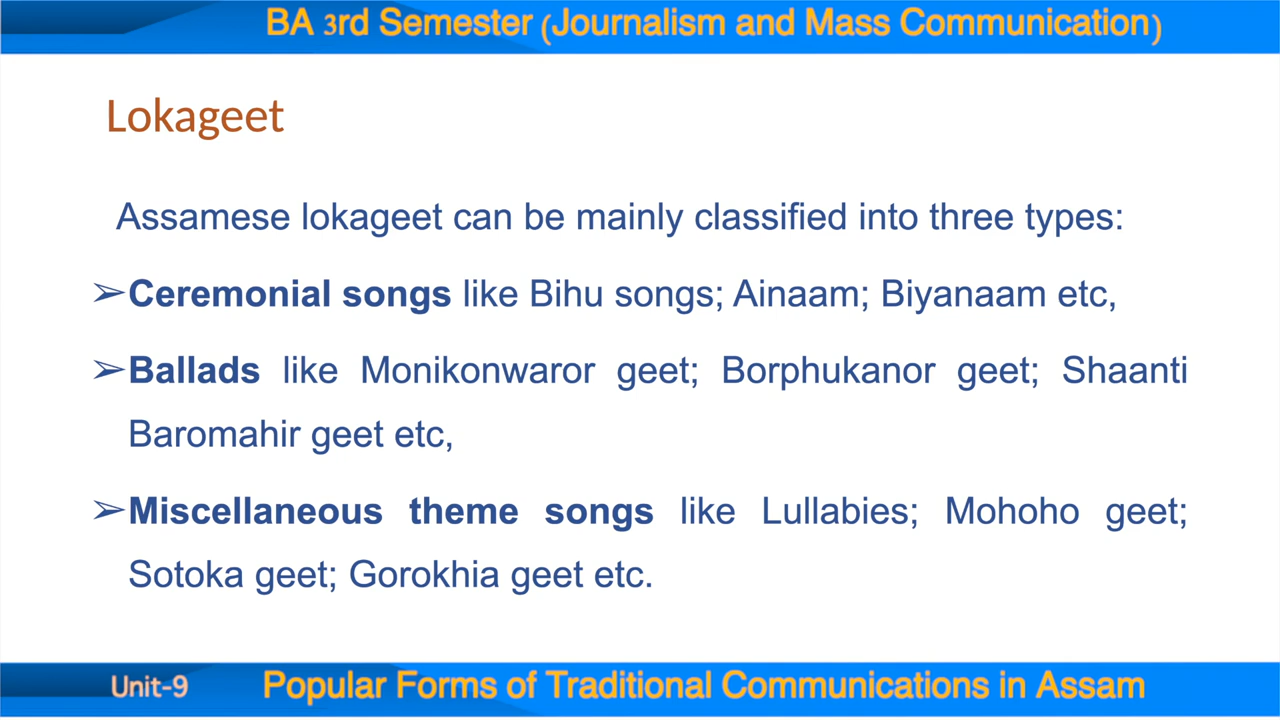 BA 3rd Semester (Journalism and Mass Communication)
Lokageet
Assamese lokageet can be mainly classified into three types:
➢Ceremonial songs like Bihu songs; Ainaam; Biyanaam etc,
➢Ballads like Monikonwaror geet; Borphukanor geet; Shaanti
Baromahir geet etc,
➢Miscellaneous theme songs like Lullabies; Mohoho geet;
Sotoka geet; Gorokhia geet etc.
Unit-9 Popular Forms of Traditional Communications in Assam